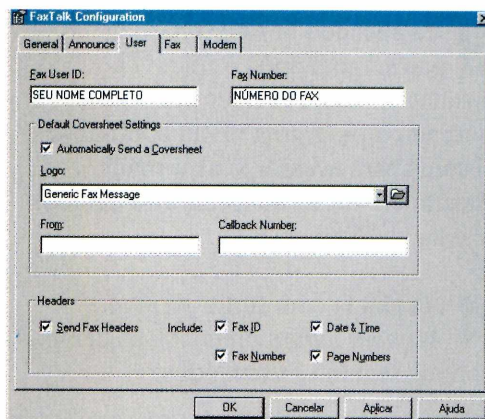 FaxTalk Configuration
General Announce User Fax Modem
Fax User ID: Fax Number:
SEU NOME COMPLETO NÚMERO DO FAX
Default Coversheet Settings
Automatically Send a Coversheet
Logo:
Generic Fax Message
From: Callback Number:
Headers
Send Fax Headers Include: Fax ID Date & Time
Fax Number Page Numbers
OK Cancelar Aplicar Ajuda